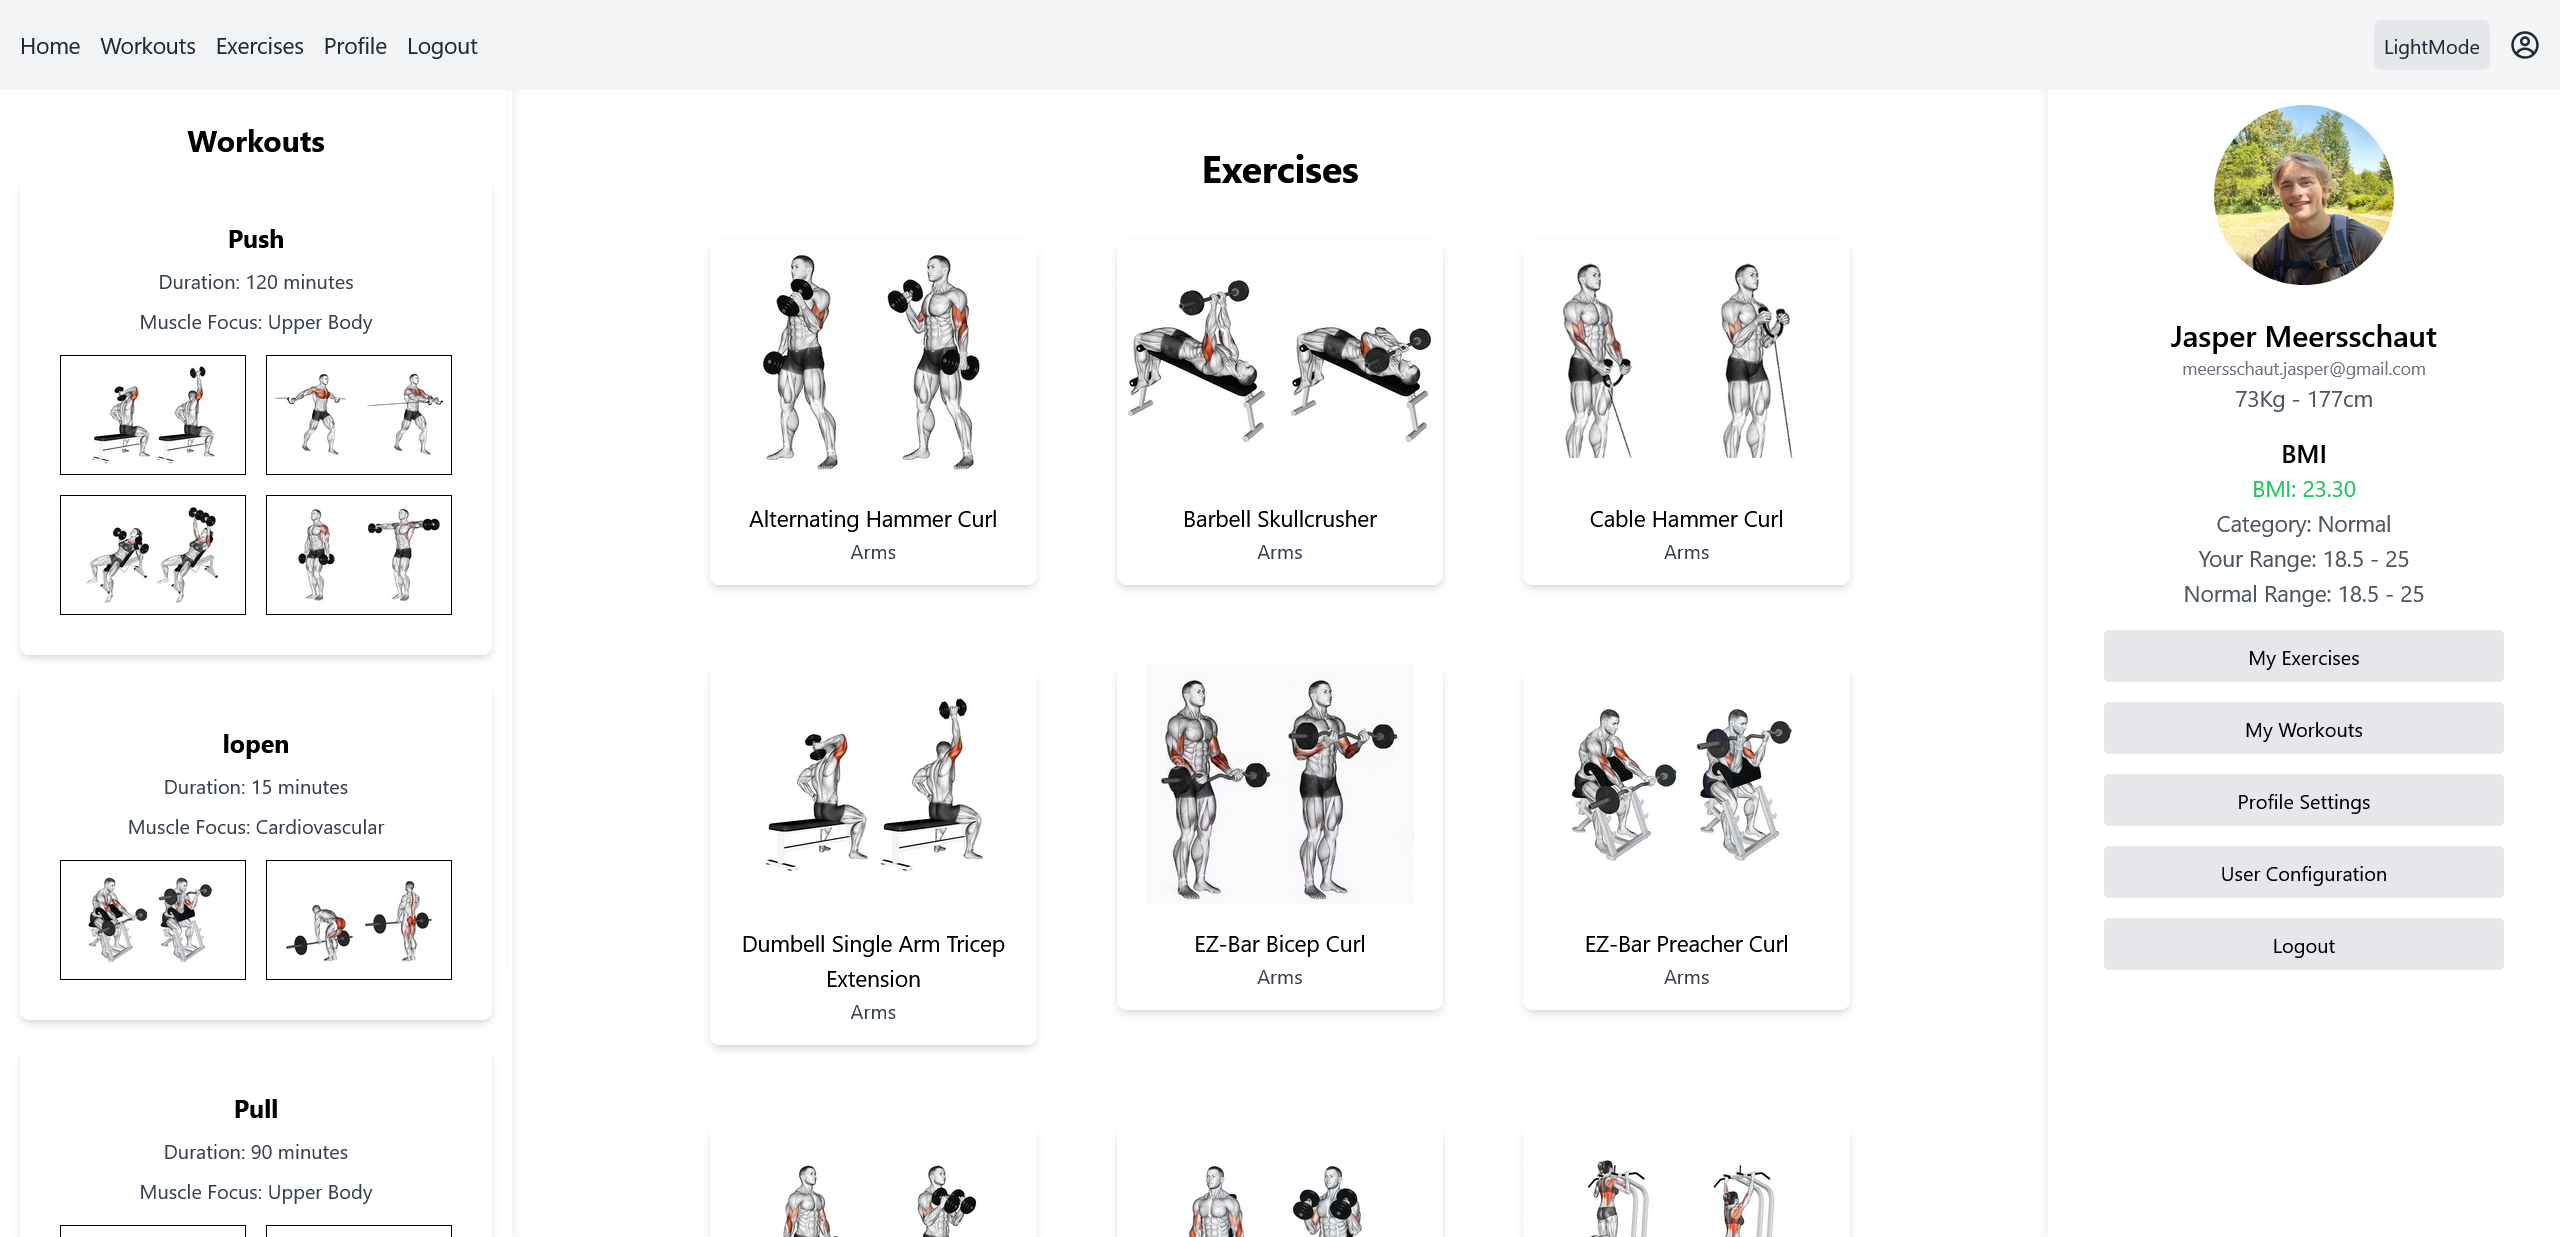 Home Workouts Exercises Profile Logout
LightMode
Workouts
Push
Duration: 120 minutes
Muscle Focus: Upper Body
lopen
Duration: 15 minutes
Muscle Focus: Cardiovascular
Pull
Duration: 90 minutes
Muscle Focus: Upper Body
Exercises
Alternating Hammer Curl
Arms
Barbell Skullcrusher
Arms
Cable Hammer Curl
Arms
Dumbell Single Arm Tricep
Extension
Arms
EZ-Bar Bicep Curl
Arms
EZ-Bar Preacher Curl
Arms
Jasper Meersschaut
meersschaut.jasper@gmail.com
73Kg - 177cm
BMI
BMI: 23.30
Category: Normal
Your Range: 18.5 - 25
Normal Range: 18.5 - 25
My Exercises
My Workouts
Profile Settings
User Configuration
Logout